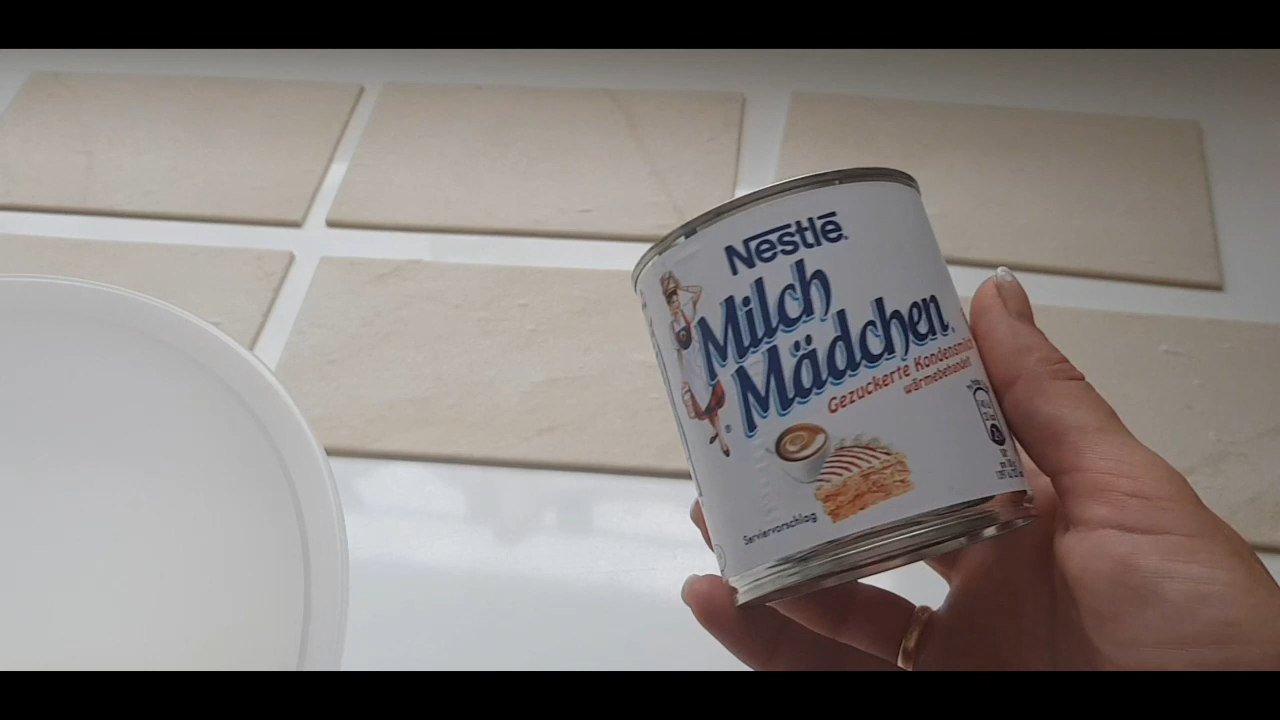 Nestlé
Milch
Mädchen
Gezuckerte Kondensmilch
wärmebehandelt
Serviervorschlag